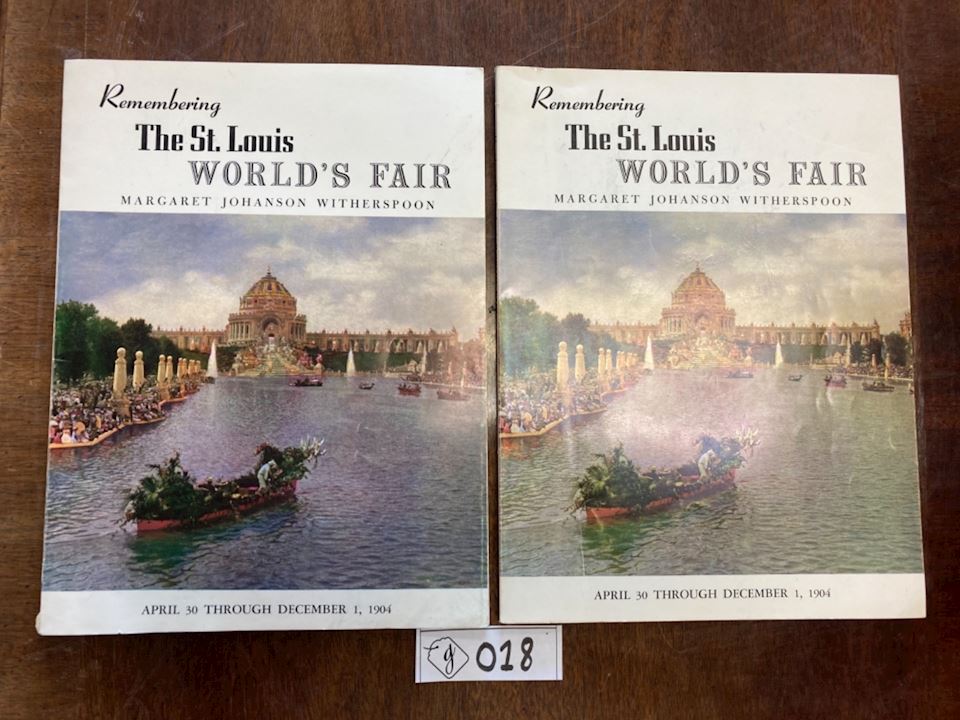 Remembering
The St. Louis
WORLD'S FAIR
MARGARET JOHANSON WITHERSPOON
APRIL 30 THROUGH DECEMBER 1, 1904
Remembering
The St. Louis
WORLD'S FAIR
MARGARET JOHANSON WITHERSPOON
APRIL 30 THROUGH DECEMBER 1, 1904
g 018